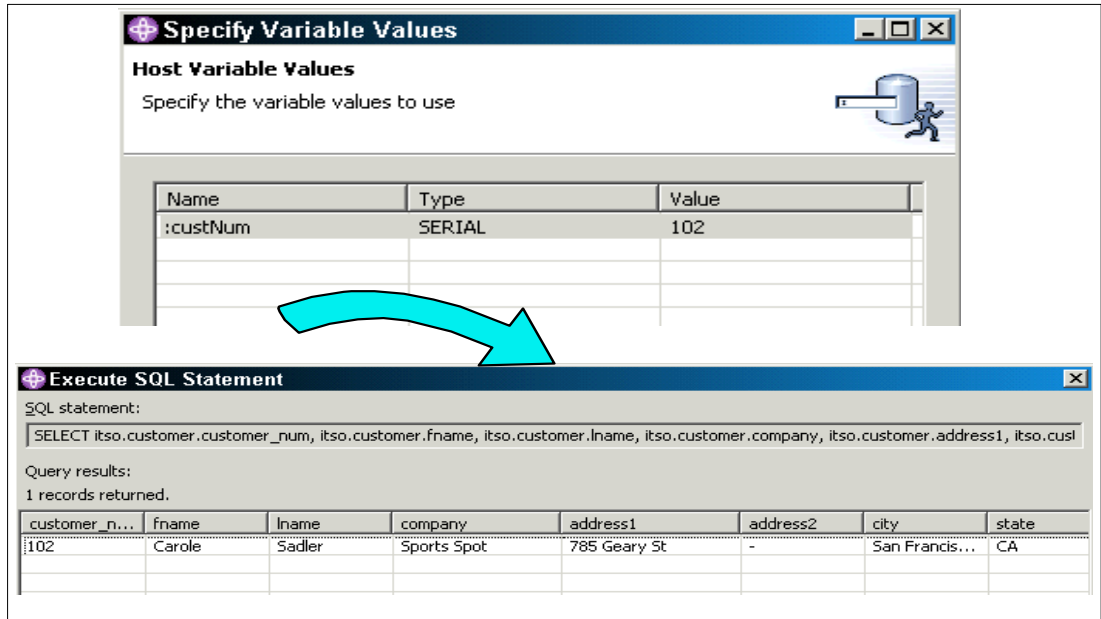 Specify Variable Values
Host Variable Values
Specify the variable values to use
Name Type Value
:custNum SERIAL 102
Execute SQL Statement
SQL statement:
SELECT itso.customer.customer_num, itso.customer.fname, itso.customer.lname, itso.customer.company, itso.customer.address1, itso.cust
Query results:
1 records returned.
customer_n... fname lname company address1 address2 city state
102 Carole Sadler Sports Spot 785 Geary St - San Francis... CA